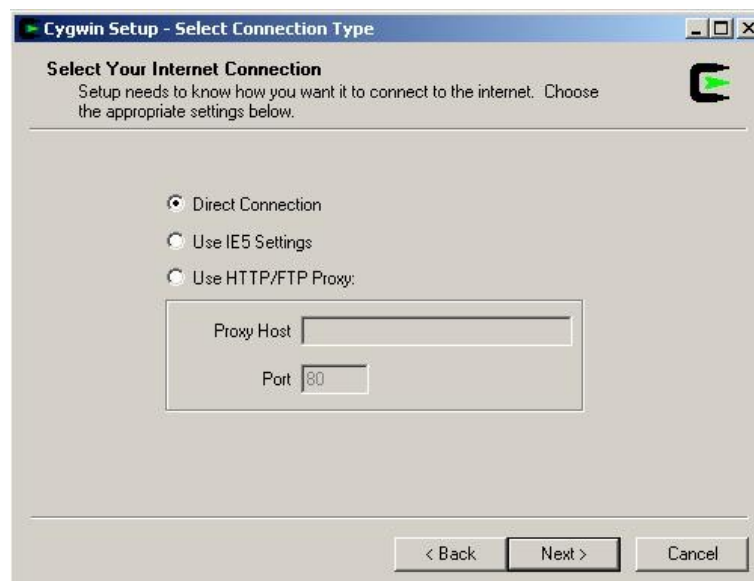 Cygwin Setup - Select Connection Type
Select Your Internet Connection
Setup needs to know how you want it to connect to the internet. Choose
the appropriate settings below.
Direct Connection
Use IE5 Settings
Use HTTP/FTP Proxy:
Proxy Host
Port 80
< Back Next > Cancel